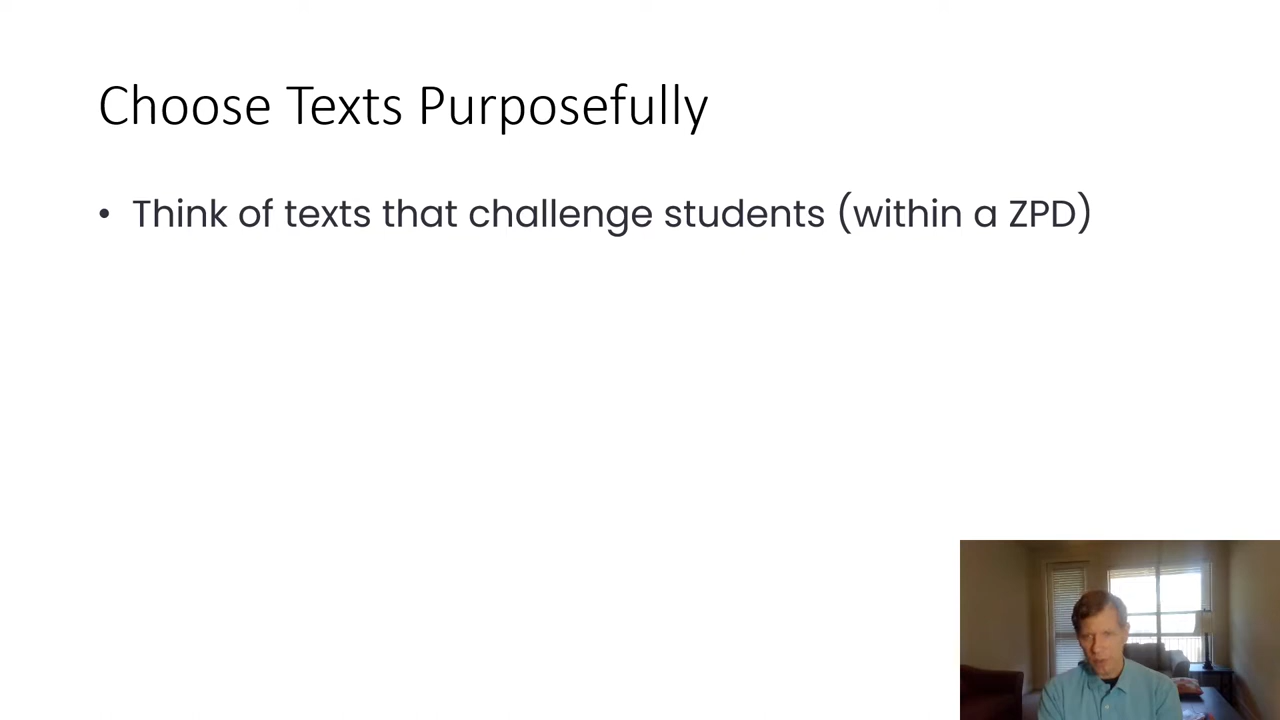 Choose Texts Purposefully
• Think of texts that challenge students (within a ZPD)